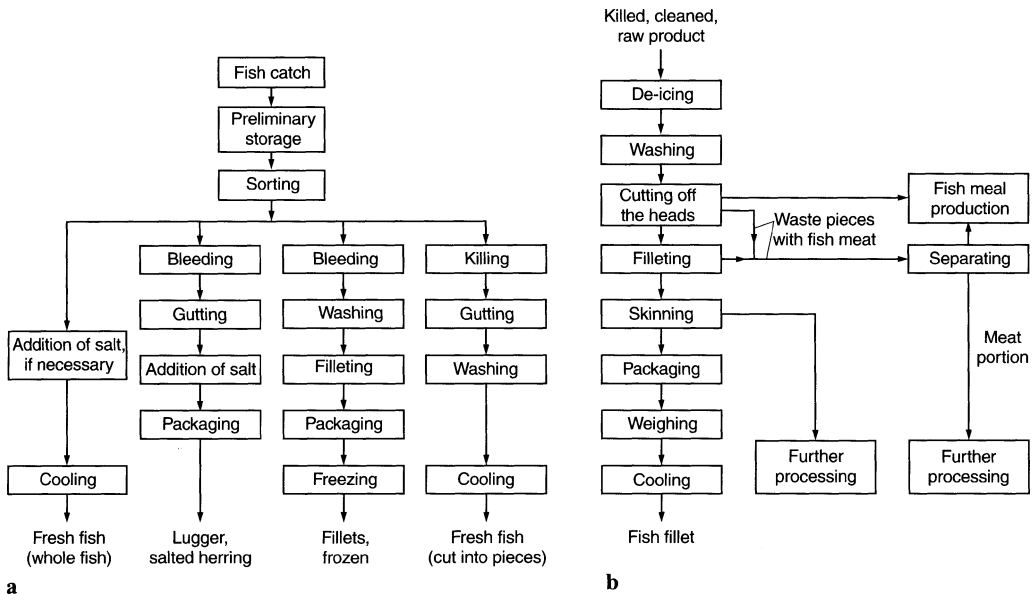 Fish catch
Preliminary
storage
Sorting
Addition of salt,
if necessary
Cooling
Fresh fish
(whole fish)
Bleeding
Gutting
Addition of salt
Packaging
Lugger,
salted herring
Bleeding
Washing
Filleting
Packaging
Freezing
Fillets,
frozen
Killing
Gutting
Washing
Cooling
Fresh fish
(cut into pieces)
a
Killed, cleaned,
raw product
De-icing
Washing
Cutting off
the heads
Filleting
Skinning
Packaging
Weighing
Cooling
Fish fillet
Waste pieces
with fish meat
Fish meal
production
Separating
Meat
portion
Further
processing
Further
processing
b